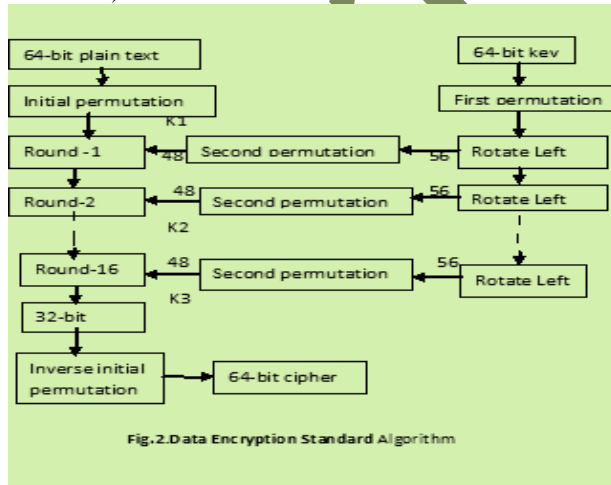 64-bit plain text
64-bit kev
Initial permutation
First permutation
K1
Round -1
48
Second permutation
56
Rotate Left
Round-2
48
Second permutation
56
Rotate Left
K2
Round-16
48
Second permutation
56
Rotate Left
K3
32-bit
Inverse initial
permutation
64-bit cipher
Fig.2.Data Encryption Standard Algorithm